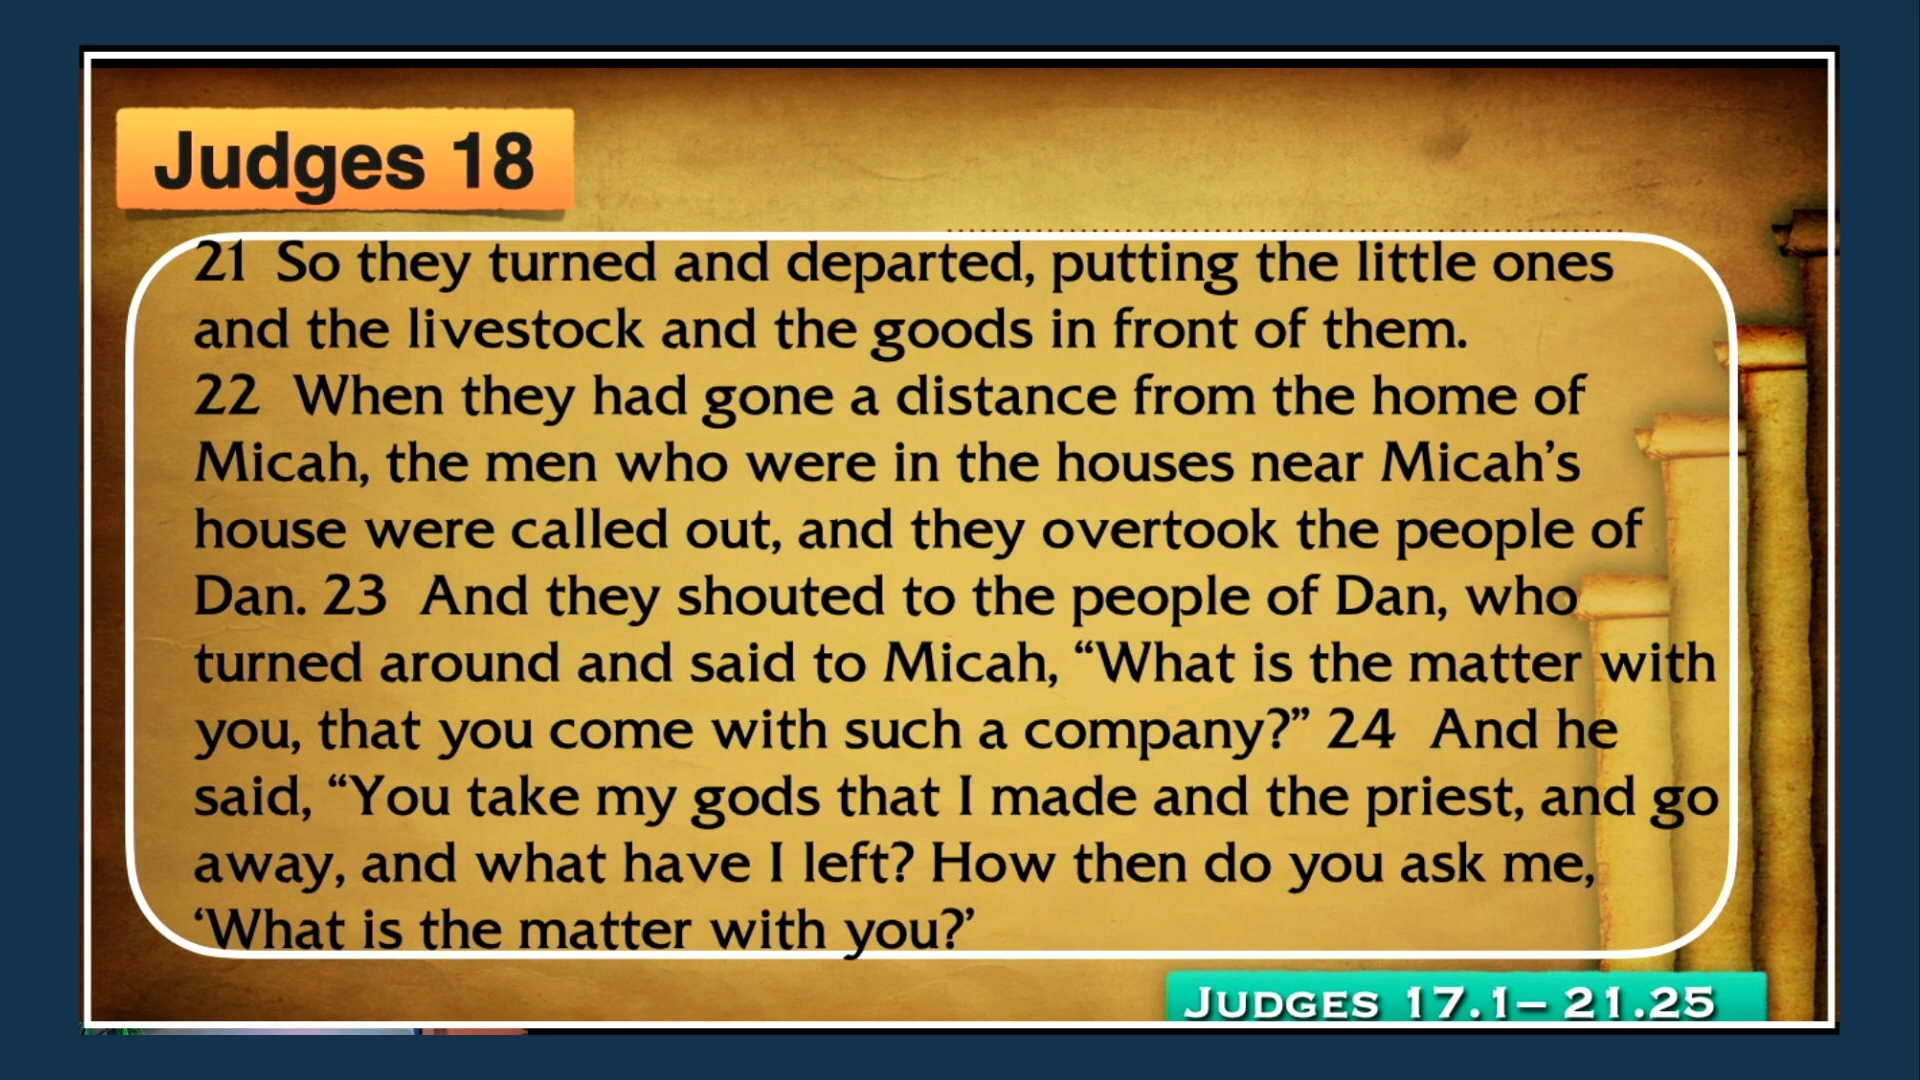 Judges 18
21  So they turned and departed, putting the little ones
and the livestock and the goods in front of them.
22  When they had gone a distance from the home of
Micah, the men who were in the houses near Micah’s
house were called out, and they overtook the people of
Dan. 23  And they shouted to the people of Dan, who
turned around and said to Micah, “What is the matter with
you, that you come with such a company?” 24  And he
said, “You take my gods that I made and the priest, and go
away, and what have I left? How then do you ask me,
‘What is the matter with you?’
JUDGES 17.1– 21.25